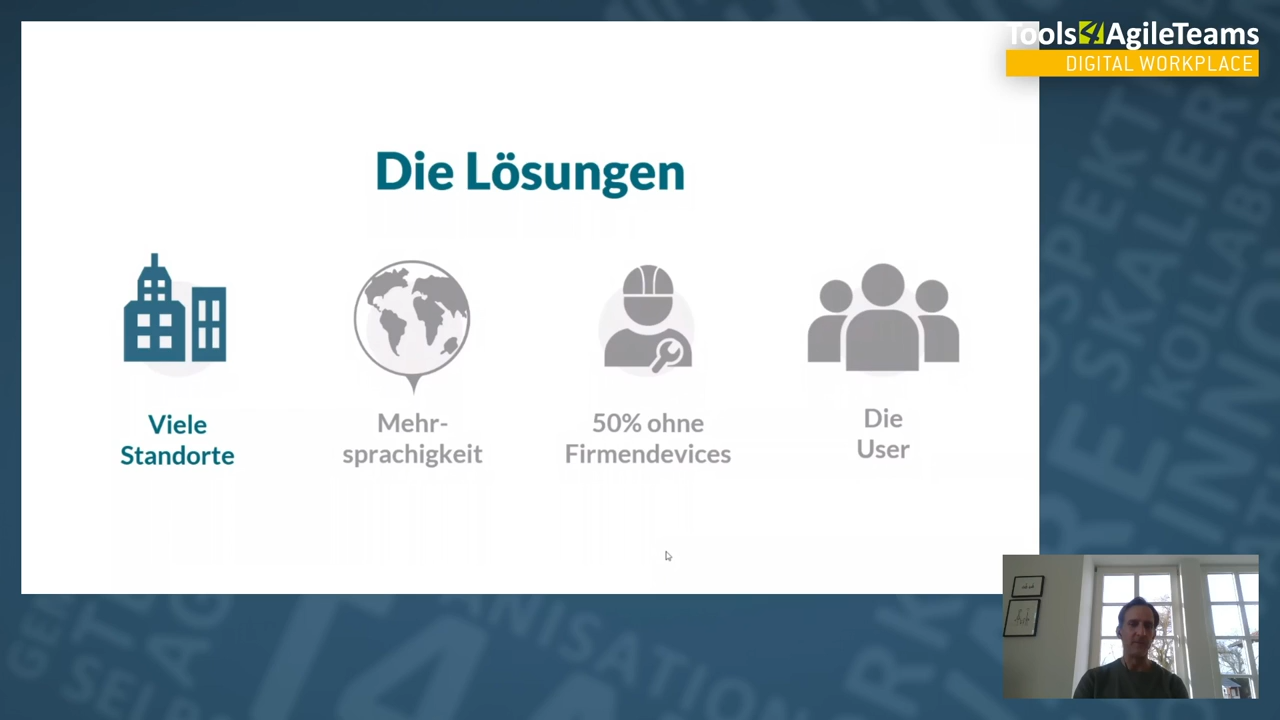 Tools4AgileTeams
DIGITAL WORKPLACE
Die Lösungen
Viele
Standorte
Mehr-
sprachigkeit
50% ohne
Firmendevices
Die
User